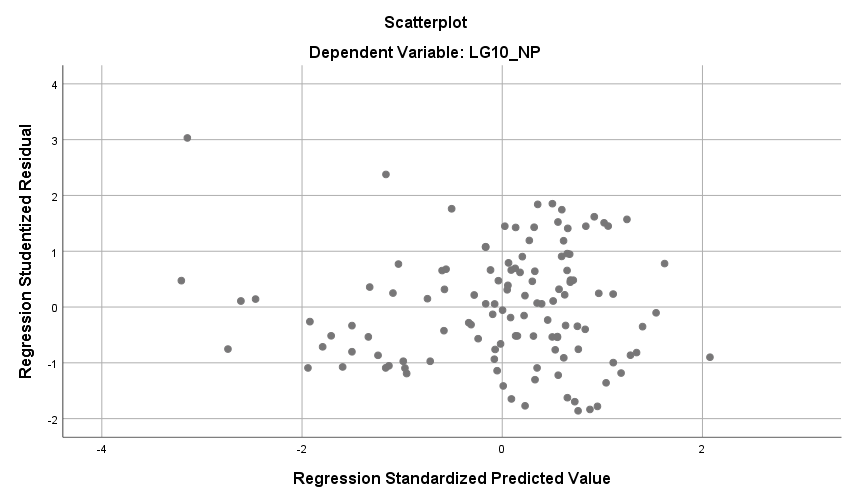 Scatterplot
Dependent Variable: LG10_NP
4
3
2
1
0
-1
-2
Regression Studentized Residual
-4
-2
0
2
Regression Standardized Predicted Value